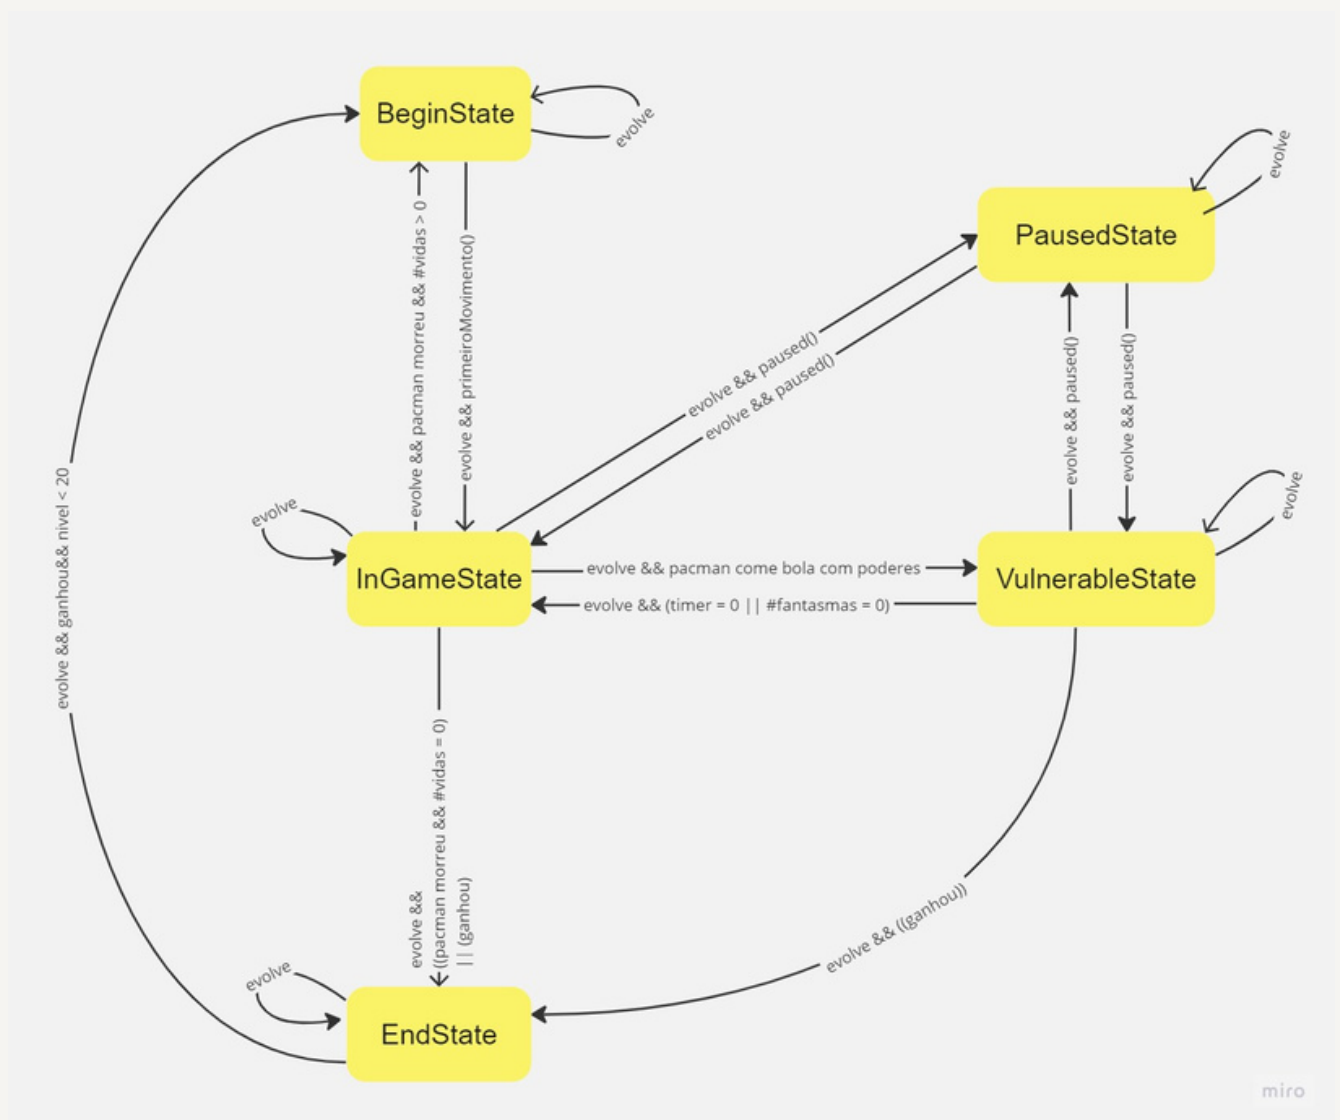 BeginState
evolve
evolve
PausedState
evolve && pacman morreu && #vidas > 0
evolve && primeiroMovimento()
evolve && paused()
evolve && paused()
evolve && paused()
evolve && paused()
evolve && ganhou&& nivel < 20
evolve
evolve
InGameState
evolve && pacman come bola com poderes
evolve && (timer = 0 || #fantasmas = 0)
VulnerableState
evolve &&
((pacman morreu && #vidas = 0)
|| (ganhou)
evolve && ((ganhou))
evolve
EndState
miro